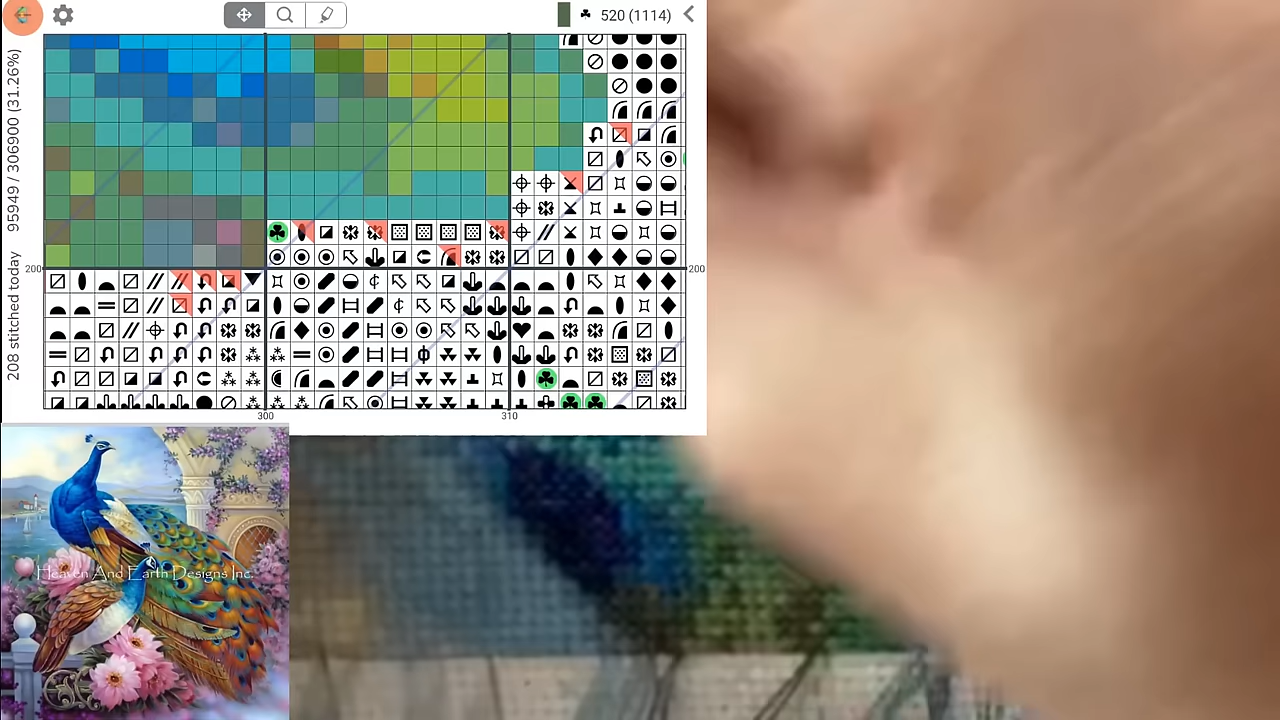 520 (1114)
208 stitched today 95949 / 306900 (31.26%)
200
200
300
310
Heaven And Earth Designs Inc.